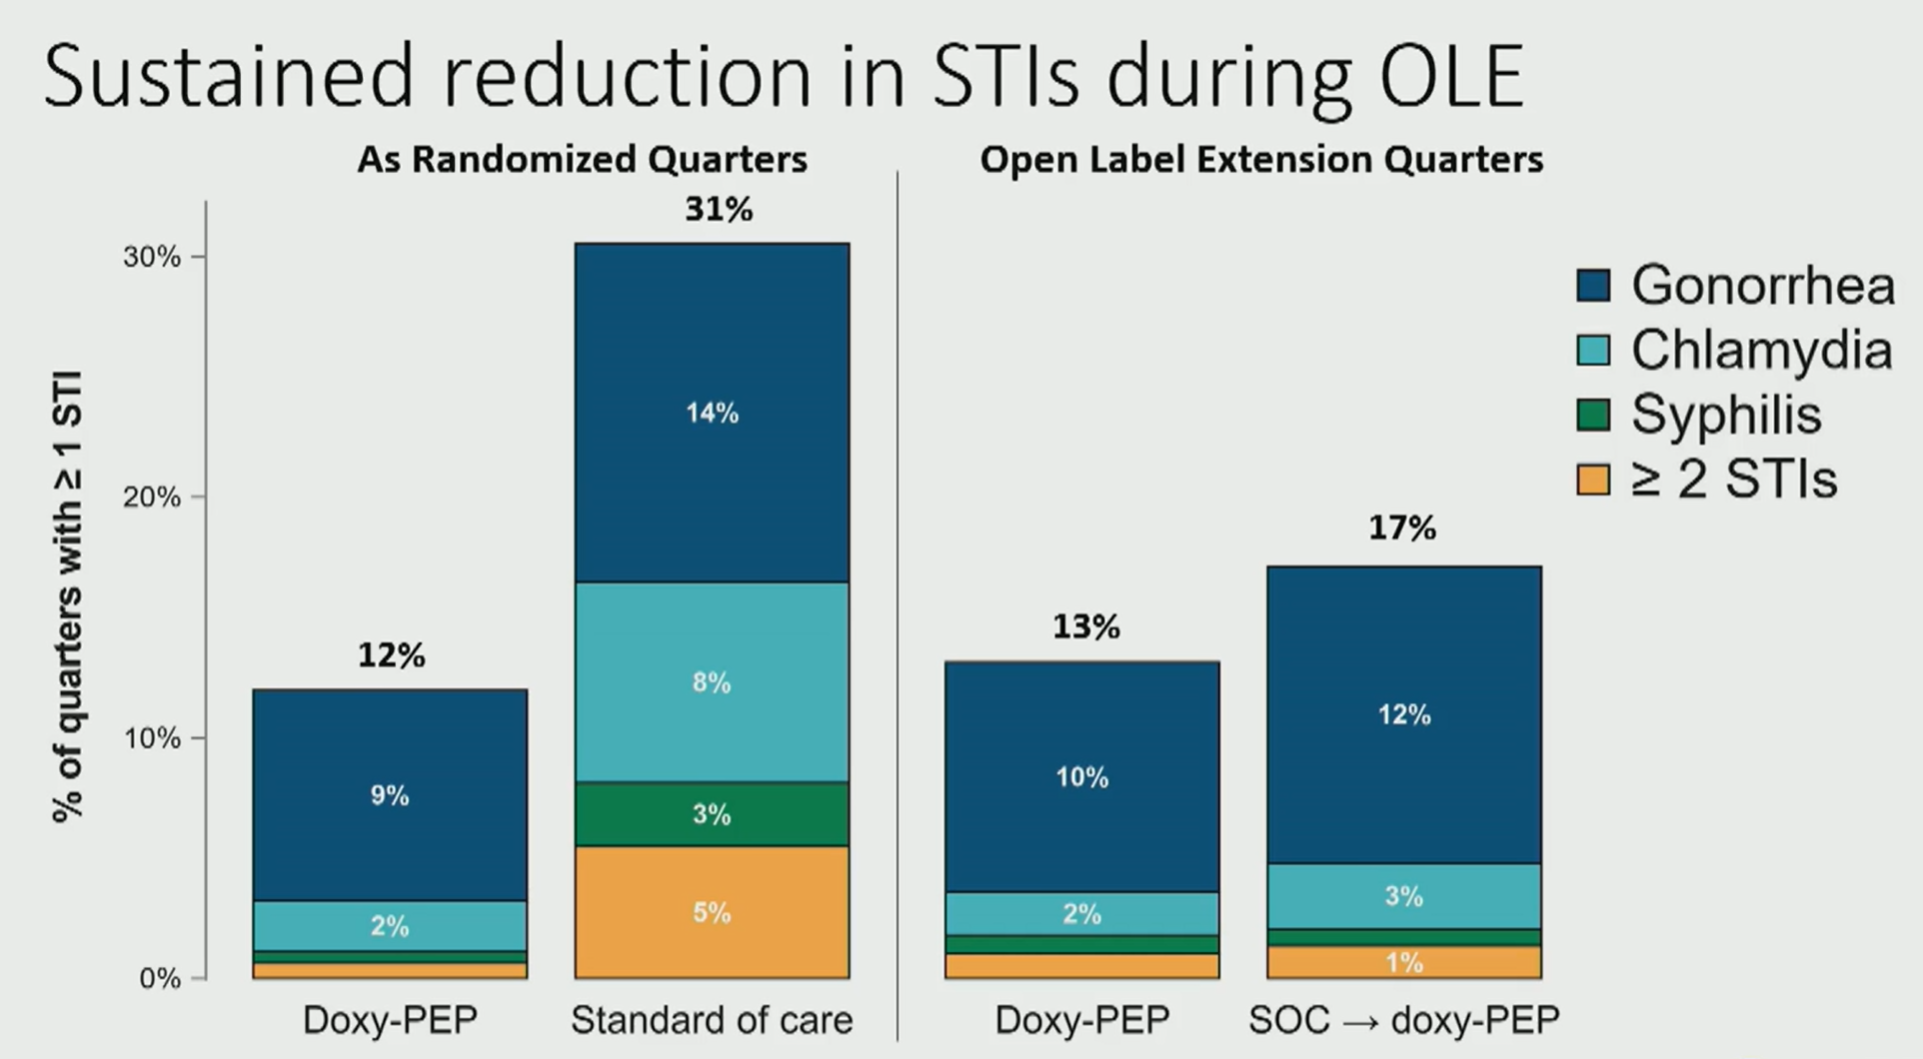 Sustained reduction in STIs during OLE
As Randomized Quarters
Open Label Extension Quarters
% of quarters with ≥ 1 STI
30%
20%
10%
0%
12%
9%
2%
31%
14%
8%
3%
5%
13%
10%
2%
17%
12%
3%
1%
Doxy-PEP
Standard of care
Doxy-PEP
SOC → doxy-PEP
Gonorrhea
Chlamydia
Syphilis
≥ 2 STIs